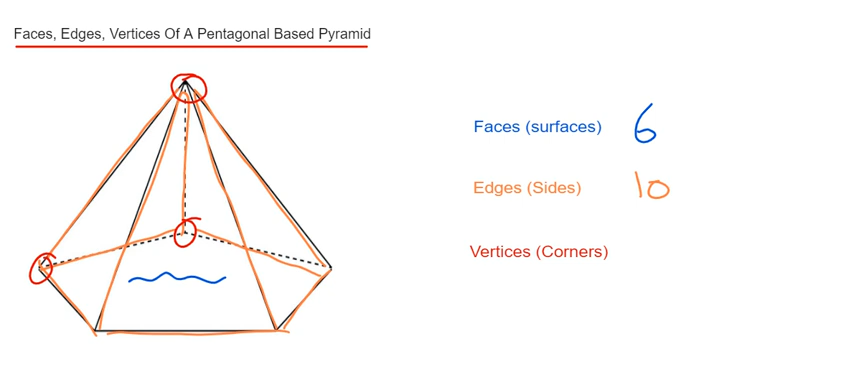 Faces, Edges, Vertices Of A Pentagonal Based Pyramid
Faces (surfaces) 6
Edges (Sides) 10
Vertices (Corners)